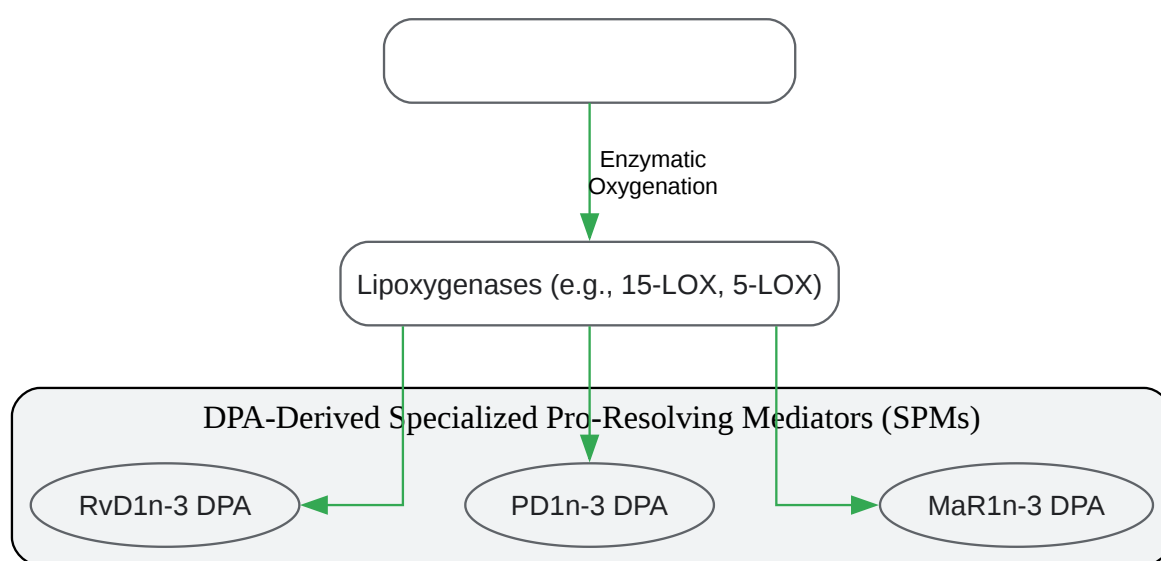 Enzymatic
Oxygenation
Lipoxygenases (e.g., 15-LOX, 5-LOX)
DPA-Derived Specialized Pro-Resolving Mediators (SPMs)
RvD1n-3 DPA
PD1n-3 DPA
MaR1n-3 DPA